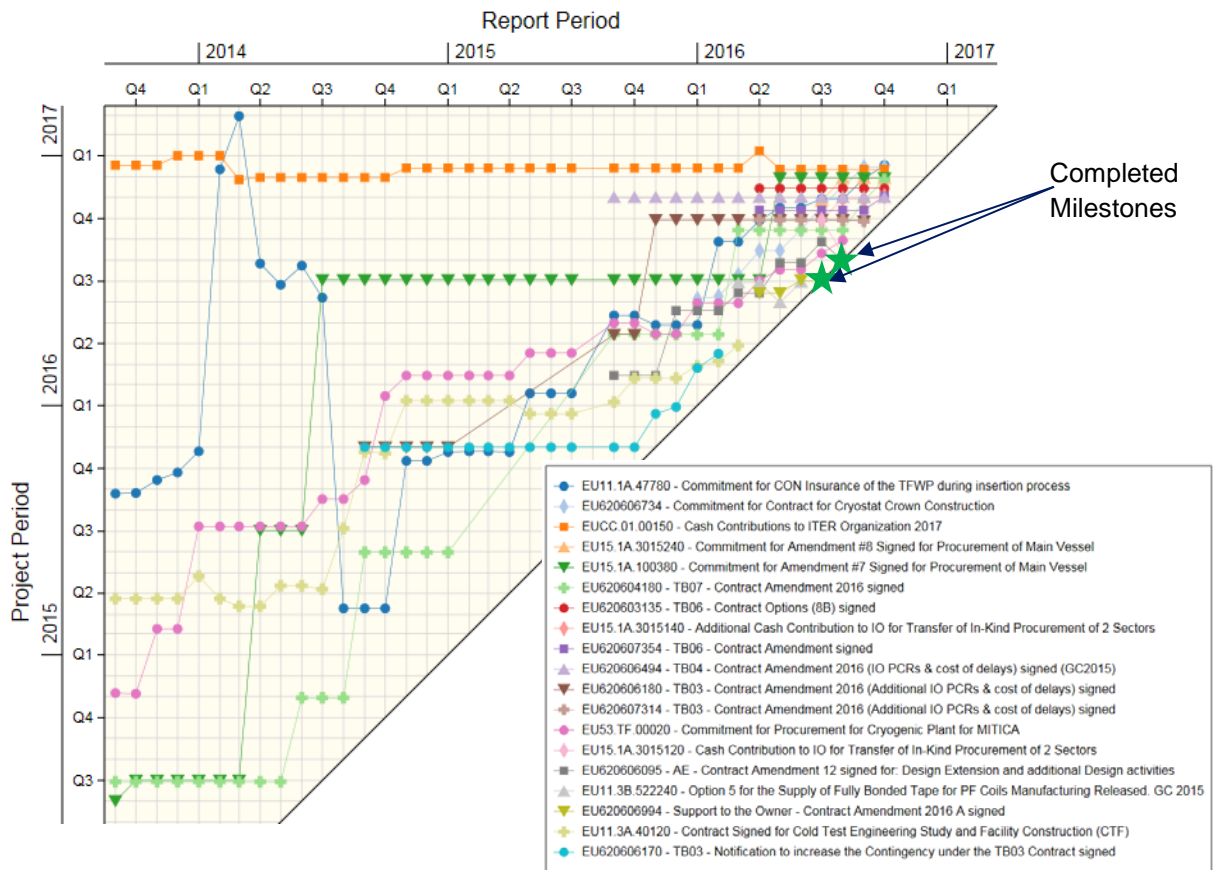 Report Period
2014 2015 2016 2017
Q4 Q1 Q2 Q3 Q4 Q1 Q2 Q3 Q4 Q1 Q2 Q3 Q4 Q1
Project Period
2017
2016
2015
Q1
Q4
Q3
Q2
Q1
Q4
Q3
Q2
Q1
Q4
Q3
Completed
Milestones
EU11.1A.47780 - Commitment for CON Insurance of the TFWP during insertion process
EU620606734 - Commitment for Contract for Cryostat Crown Construction
EUCC.01.00150 - Cash Contributions to ITER Organization 2017
EU15.1A.3015240 - Commitment for Amendment #8 Signed for Procurement of Main Vessel
EU15.1A.100380 - Commitment for Amendment #7 Signed for Procurement of Main Vessel
EU620604180 - TB07 - Contract Amendment 2016 signed
EU620603135 - TB06 - Contract Options (8B) signed
EU15.1A.3015140 - Additional Cash Contribution to IO for Transfer of In-Kind Procurement of 2 Sectors
EU620607354 - TB06 - Contract Amendment signed
EU620606494 - TB04 - Contract Amendment 2016 (IO PCRs & cost of delays) signed (GC2015)
EU620606180 - TB03 - Contract Amendment 2016 (Additional IO PCRs & cost of delays) signed
EU620607314 - TB03 - Contract Amendment 2016 (Additional IO PCRs & cost of delays) signed
EU53.TF.00020 - Commitment for Procurement for Cryogenic Plant for MITICA
EU15.1A.3015120 - Cash Contribution to IO for Transfer of In-Kind Procurement of 2 Sectors
EU620606095 - AE - Contract Amendment 12 signed for: Design Extension and additional Design activities
EU11.3B.522240 - Option 5 for the Supply of Fully Bonded Tape for PF Coils Manufacturing Released. GC 2015
EU620606994 - Support to the Owner - Contract Amendment 2016 A signed
EU11.3A.40120 - Contract Signed for Cold Test Engineering Study and Facility Construction (CTF)
EU620606170 - TB03 - Notification to increase the Contingency under the TB03 Contract signed